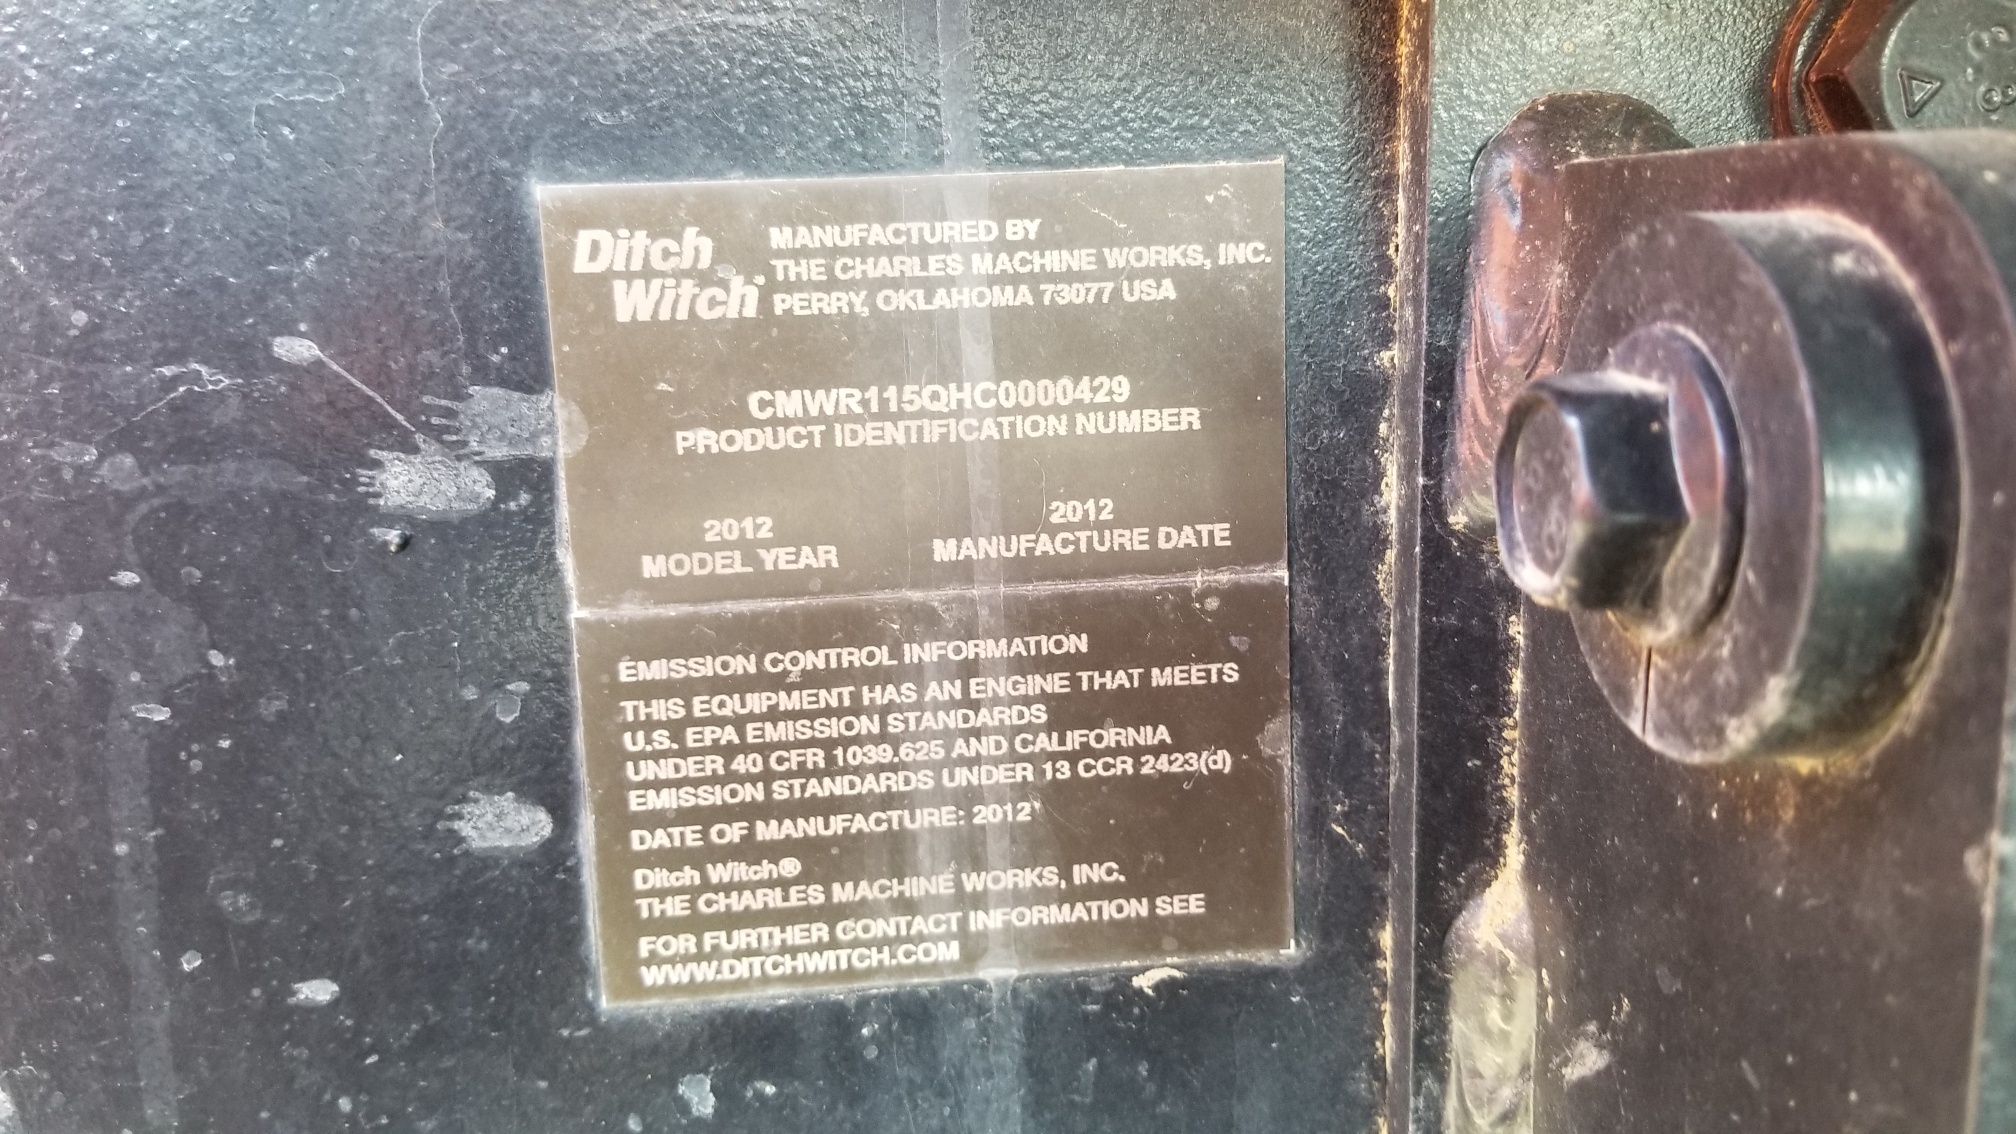 Ditch Witch
MANUFACTURED BY
THE CHARLES MACHINE WORKS, INC.
PERRY, OKLAHOMA 73077 USA
CMWR115QHC0000429
PRODUCT IDENTIFICATION NUMBER
2012
MODEL YEAR
2012
MANUFACTURE DATE
EMISSION CONTROL INFORMATION
THIS EQUIPMENT HAS AN ENGINE THAT MEETS
U.S. EPA EMISSION STANDARDS
UNDER 40 CFR 1039.625 AND CALIFORNIA
EMISSION STANDARDS UNDER 13 CCR 2423(d)
DATE OF MANUFACTURE: 2012
Ditch Witch®
THE CHARLES MACHINE WORKS, INC.
FOR FURTHER CONTACT INFORMATION SEE
WWW.DITCHWITCH.COM